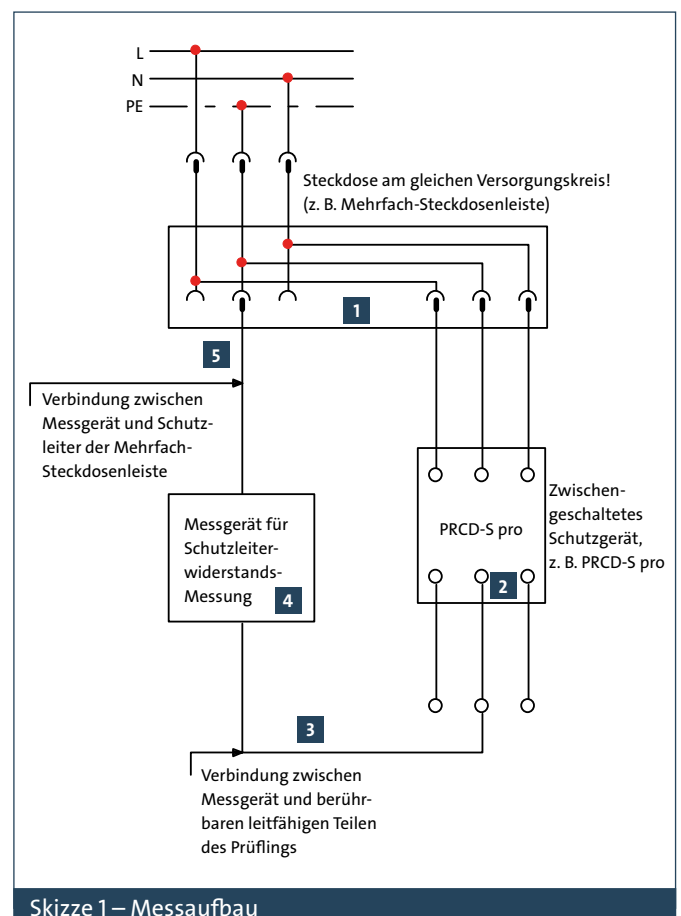 L
N
PE
Steckdose am gleichen Versorgungskreis!
(z. B. Mehrfach-Steckdosenleiste)
1
5
Verbindung zwischen
Messgerät und Schutz-
leiter der Mehrfach-
Steckdosenleiste
Messgerät für
Schutzleiter-
widerstands-
Messung
4
PRCD-S pro
2
Zwischen-
geschaltetes
Schutzgerät,
z. B. PRCD-S pro
3
Verbindung zwischen
Messgerät und berühr-
baren leitfähigen Teilen
des Prüflings
Skizze 1 – Messaufbau